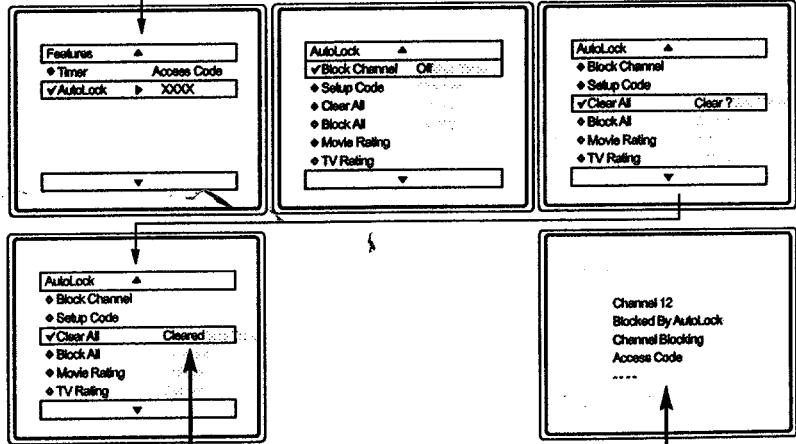 Features
Timer Access Code
✓AutoLock XXXX
AutoLock
✓Block Channel Off
Setup Code
Clear All
Block All
Movie Rating
TV Rating
AutoLock
Block Channel
Setup Code
✓Clear All Clear ?
Block All
Movie Rating
TV Rating
AutoLock
Block Channel
Setup Code
✓Clear All Cleared
Block All
Movie Rating
TV Rating
Channel 12
Blocked By AutoLock
Channel Blocking
Access Code
- - - -